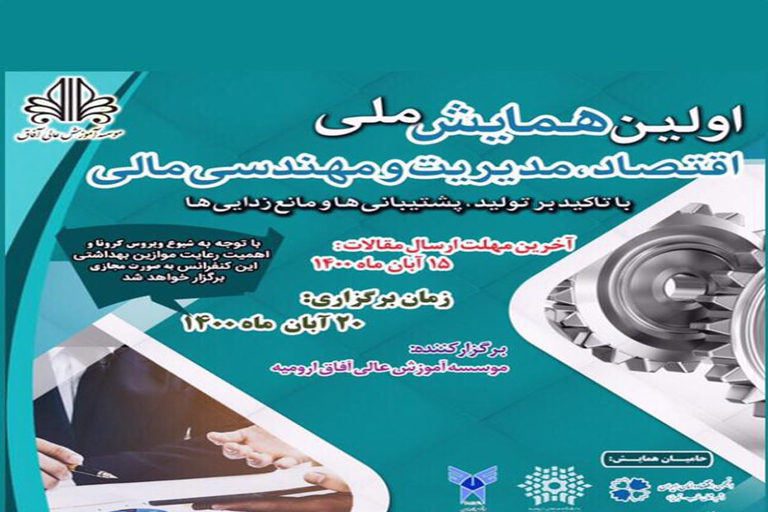 موسسه آموزش عالی آفاق
اولین همایش ملی
اقتصاد، مدیریت و مهندسی مالی
با تاکید بر تولید، پشتیبانی ها و مانع زدایی ها
با توجه به شیوع ویروس کرونا و
اهمیت رعایت موازین بهداشتی
این کنفرانس به صورت مجازی
برگزار خواهد شد
آخرین مهلت ارسال مقالات:
۱۵ آبان ماه ۱۴۰۰
زمان برگزاری:
۲۰ آبان ماه ۱۴۰۰
برگزار کننده:
موسسه آموزش عالی آفاق ارومیه
حامیان همایش: